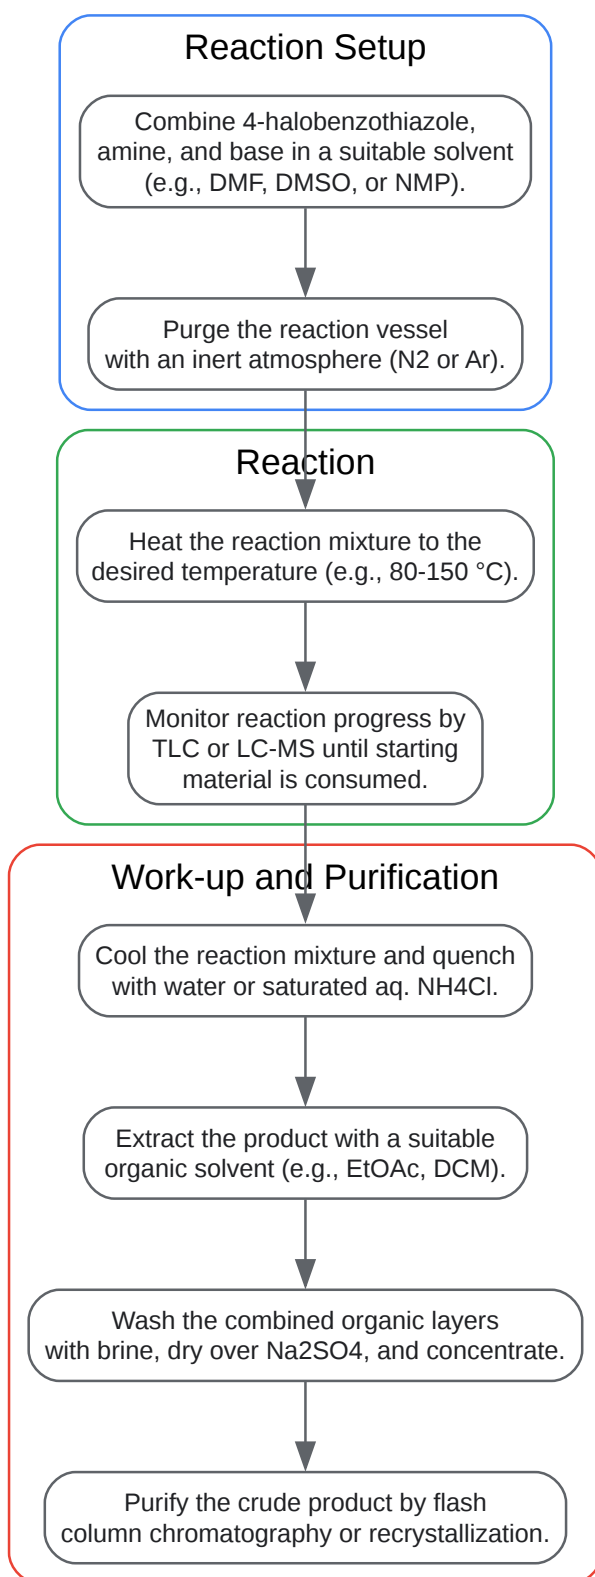 Reaction Setup
Combine 4-halobenzothiazole,
amine, and base in a suitable solvent
(e.g., DMF, DMSO, or NMP).
Purge the reaction vessel
with an inert atmosphere (N2 or Ar).
Reaction
Heat the reaction mixture to the
desired temperature (e.g., 80-150 °C).
Monitor reaction progress by
TLC or LC-MS until starting
material is consumed.
Work-up and Purification
Cool the reaction mixture and quench
with water or saturated aq. NH4Cl.
Extract the product with a suitable
organic solvent (e.g., EtOAc, DCM).
Wash the combined organic layers
with brine, dry over Na2SO4, and concentrate.
Purify the crude product by flash
column chromatography or recrystallization.